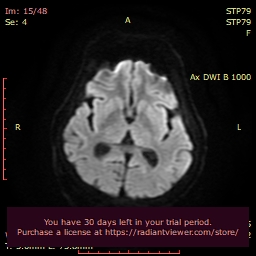 Im: 15/48
Se: 4
A
STP79
STP79
F
Ax DWI B 1000
R
L
You have 30 days left in your trial period.
Purchase a license at https://radiantviewer.com/store/